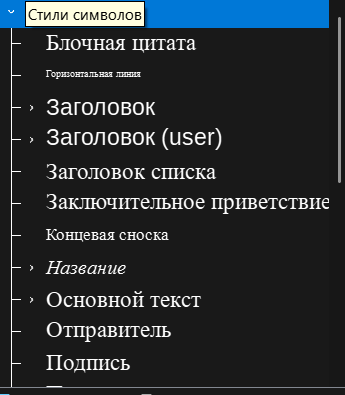 Стили символов
Блочная цитата
Горизонтальная линия
Заголовок
Заголовок (user)
Заголовок списка
Заключительное приветствие
Концевая сноска
Название
Основной текст
Отправитель
Подпись